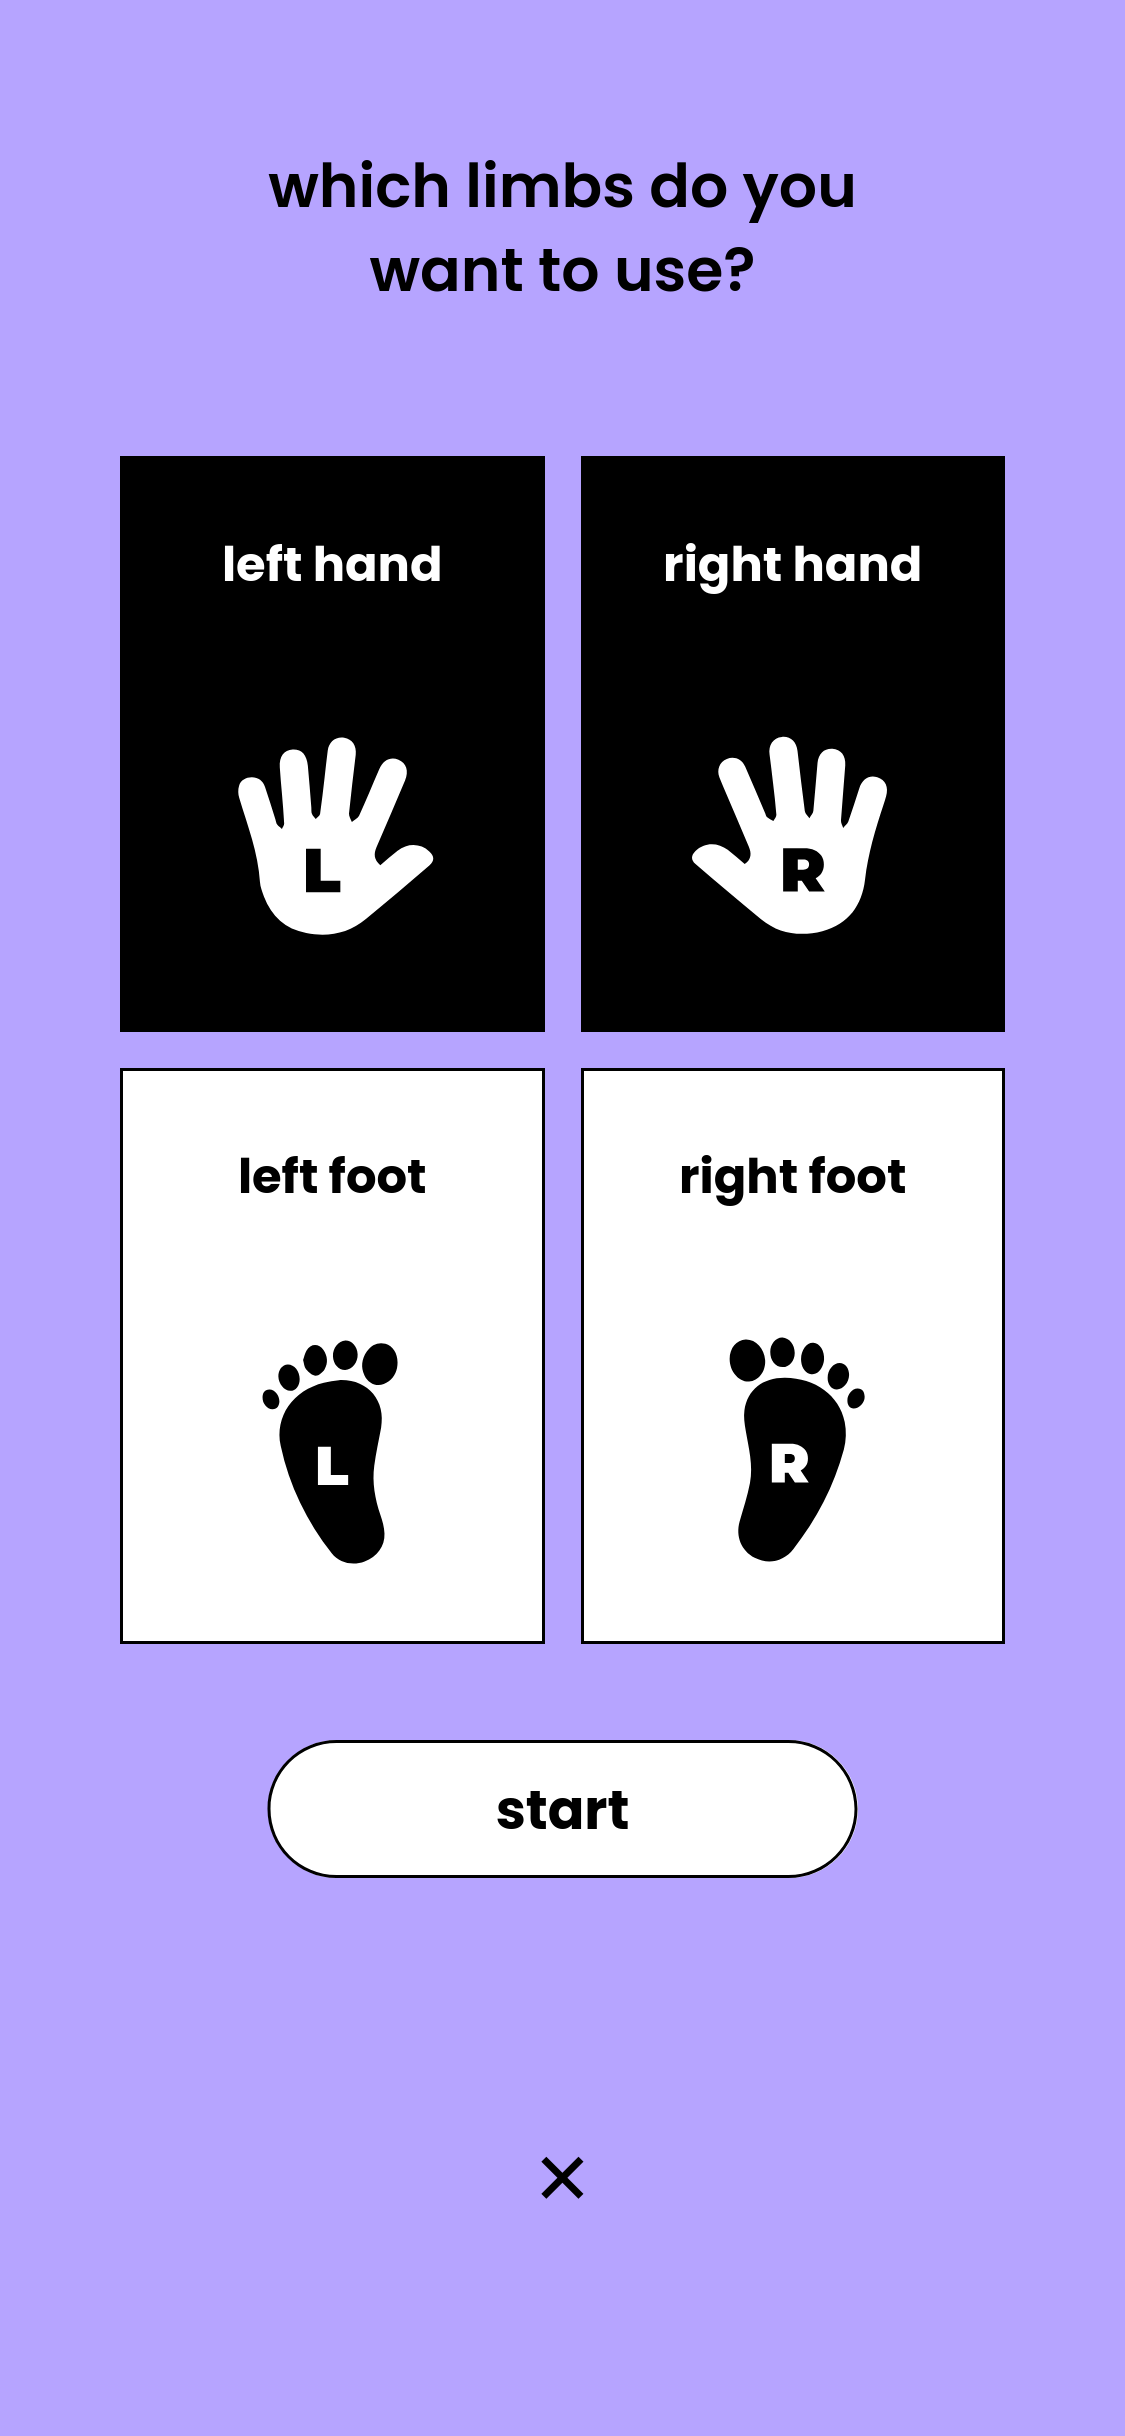 which limbs do you
want to use?
left hand
right hand
L
R
left foot
right foot
L
R
start